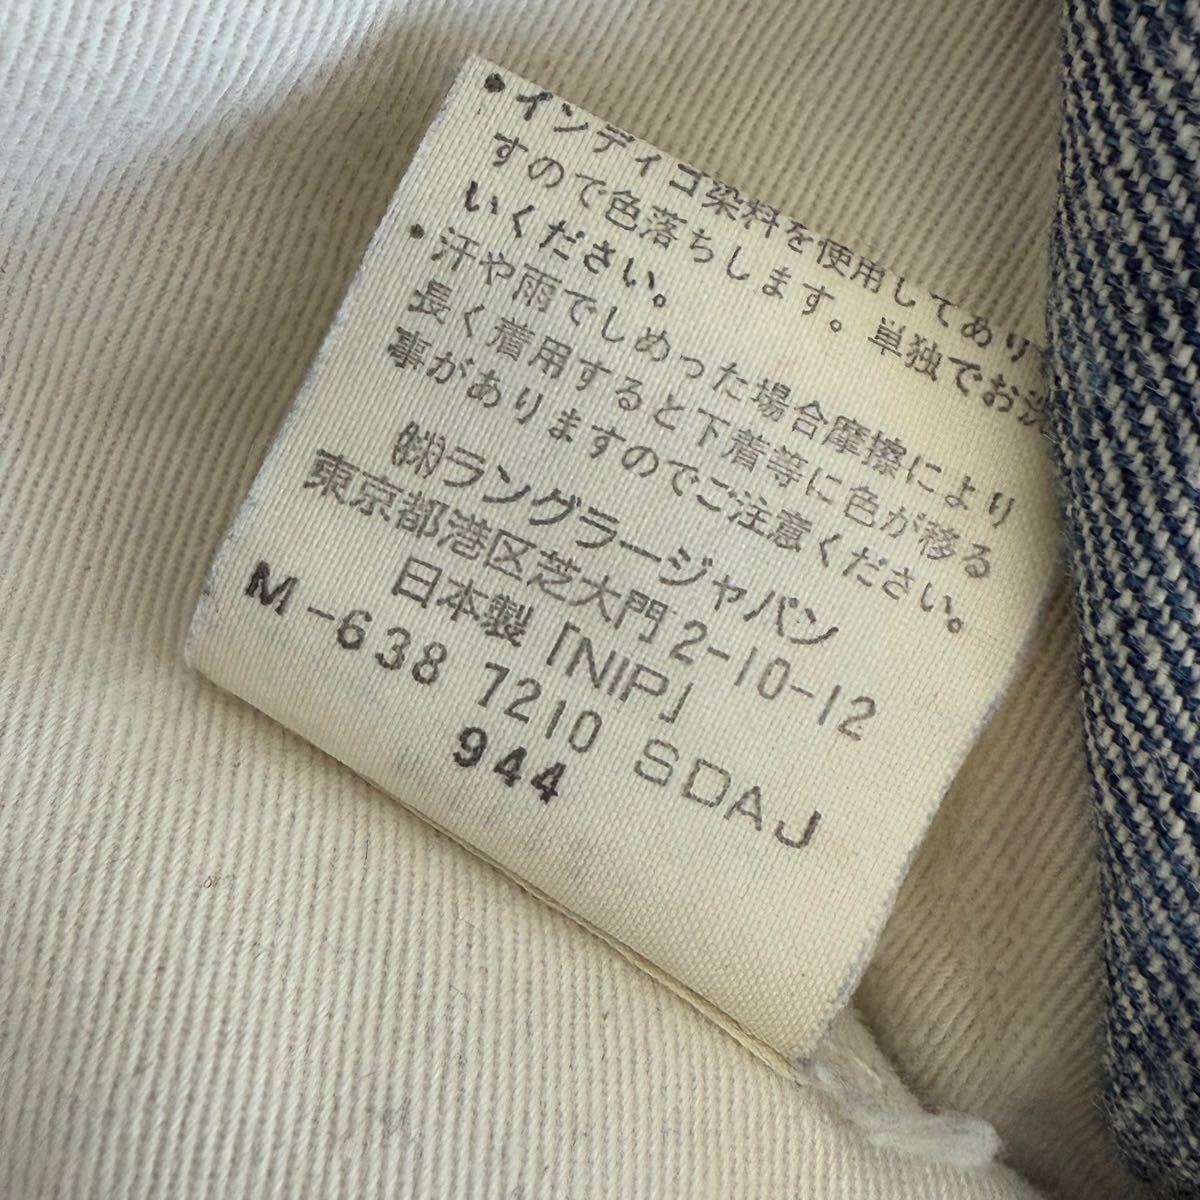 ・インディゴ染料を使用してあり
すので色落ちします。単独でお洗
いください。
・汗や雨でしめった場合摩擦により
長く着用すると下着等に色が移る
事がありますのでご注意ください。
㈱ラングラージャパン
東京都港区芝大門2-10-12
日本製「NIP」
M-638 7210 SDAJ
944